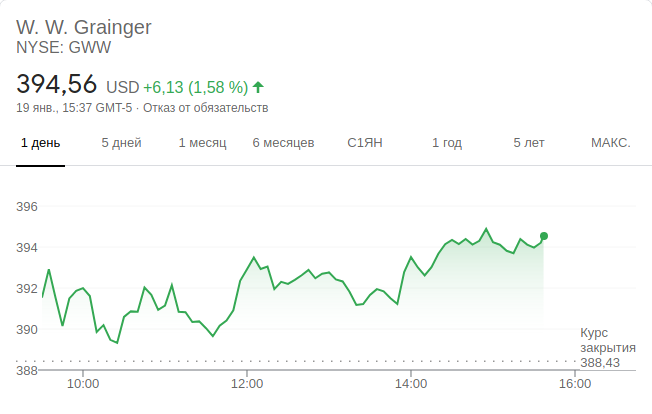 W. W. Grainger
NYSE: GWW
394,56 USD +6,13 (1,58 %)
19 янв., 15:37 GMT-5 · Отказ от обязательств
1 день 5 дней 1 месяц 6 месяцев С1ЯН 1 год 5 лет МАКС.
396
394
392
390
388
Курс
закрытия
388,43
10:00 12:00 14:00 16:00